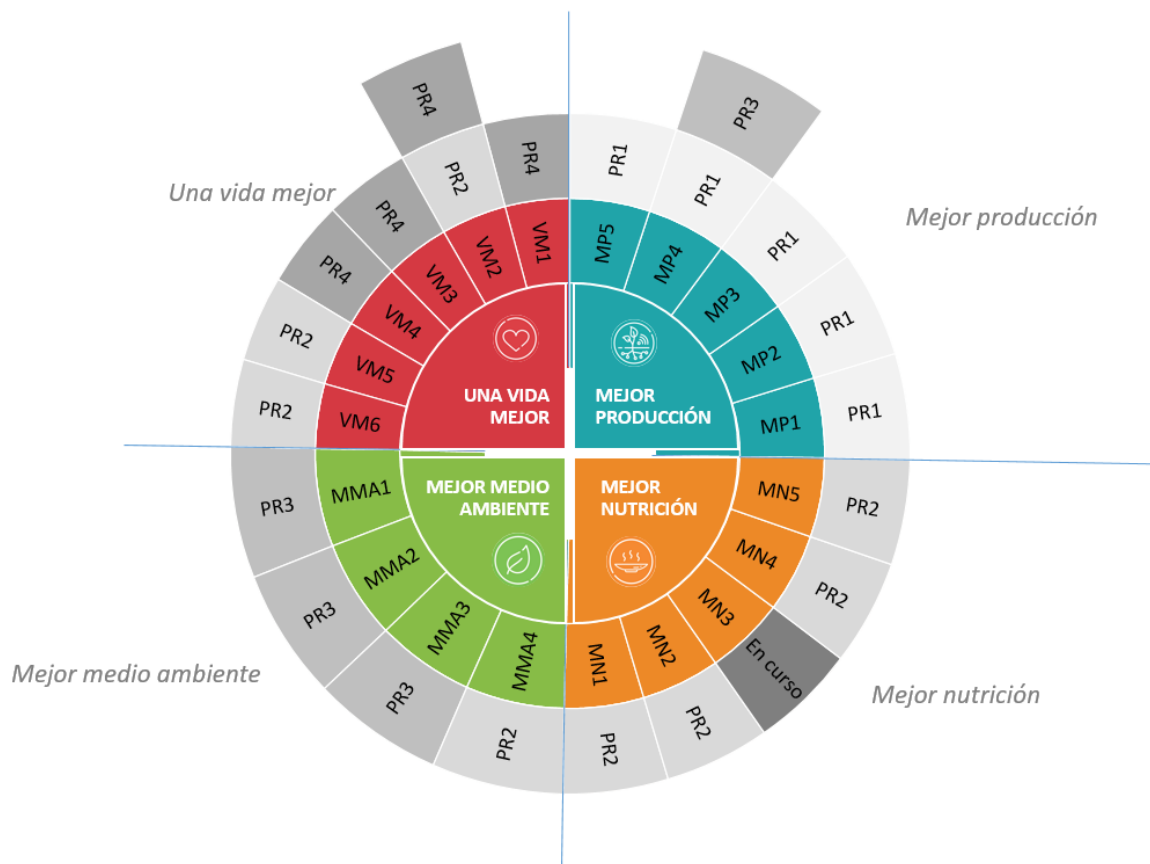 PR4
PR3
PR4
PR2
PR1
PR1
Una vida mejor
PR4
PR1
Mejor producción
PR4
PR1
PR2
PR1
PR2
VM1
VM2
VM3
VM4
VM5
VM6
MP5
MP4
MP3
MP2
MP1
UNA VIDA
MEJOR
MEJOR
PRODUCCIÓN
MEJOR MEDIO
AMBIENTE
MEJOR
NUTRICIÓN
MMA1
MMA2
MMA3
MMA4
MN5
MN4
MN3
MN2
MN1
PR3
PR2
PR3
PR2
Mejor medio ambiente
PR3
En curso
Mejor nutrición
PR2
PR2
PR2